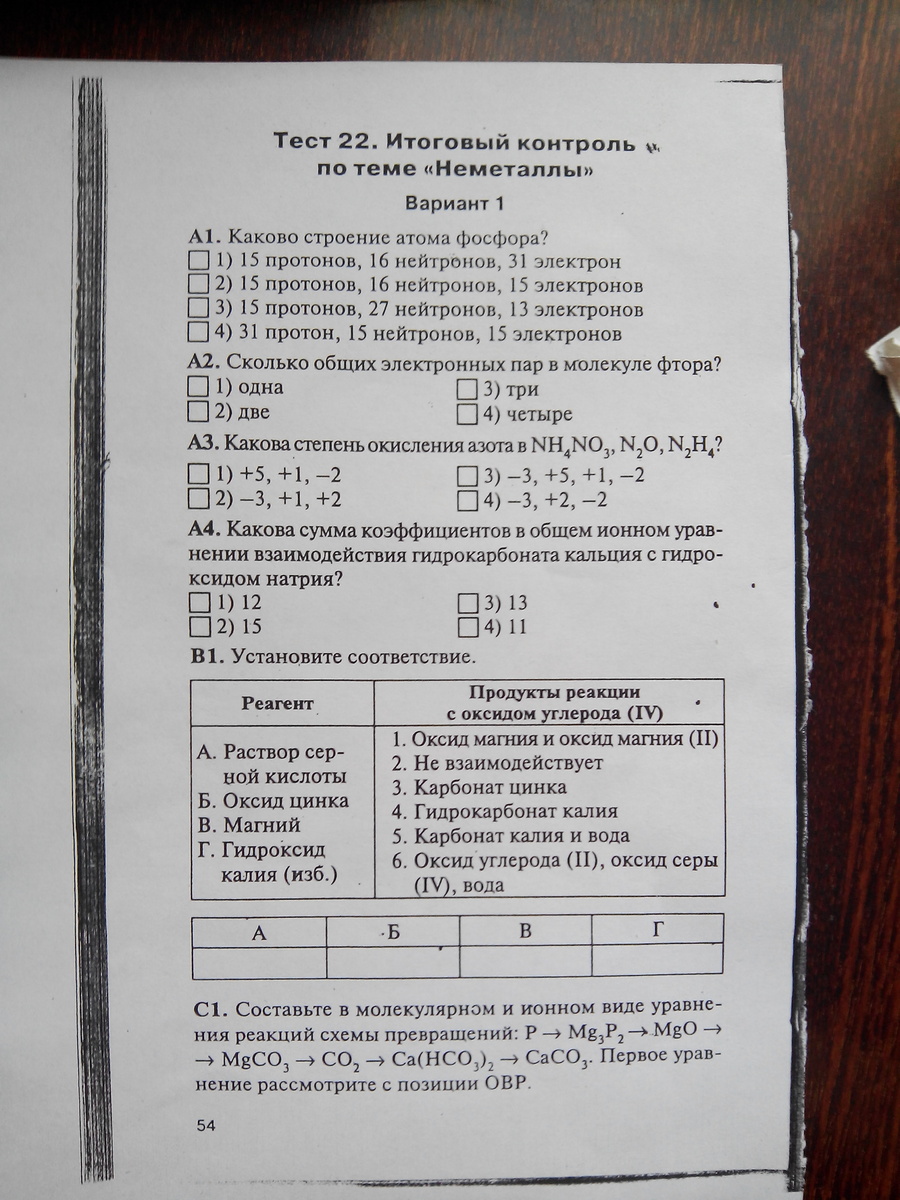 Тест 22. Итоговый контроль
по теме «Неметаллы»
Вариант 1
А1. Каково строение атома фосфора?
1) 15 протонов, 16 нейтронов, 31 электрон
2) 15 протонов, 16 нейтронов, 15 электронов
3) 15 протонов, 27 нейтронов, 13 электронов
4) 31 протон, 15 нейтронов, 15 электронов
А2. Сколько общих электронных пар в молекуле фтора?
1) одна
3) три
2) две
4) четыре
А3. Какова степень окисления азота в NH₄NO₃, N₂O, N₂H₄?
1) +5, +1, −2
3) −3, +5, +1, −2
2) −3, +1, +2
4) −3, +2, −2
А4. Какова сумма коэффициентов в общем ионном урав-
нении взаимодействия гидрокарбоната кальция с гидро-
ксидом натрия?
1) 12
3) 13
2) 15
4) 11
В1. Установите соответствие.
Реагент
Продукты реакции
с оксидом углерода (IV)
А. Раствор сер-
ной кислоты
Б. Оксид цинка
В. Магний
Г. Гидроксид
калия (изб.)
1. Оксид магния и оксид магния (II)
2. Не взаимодействует
3. Карбонат цинка
4. Гидрокарбонат калия
5. Карбонат калия и вода
6. Оксид углерода (II), оксид серы
(IV), вода
А Б В Г
С1. Составьте в молекулярном и ионном виде уравне-
ния реакций схемы превращений: P → Mg₃P₂ → MgO →
→ MgCO₃ → CO₂ → Ca(HCO₃)₂ → CaCO₃. Первое урав-
нение рассмотрите с позиции ОВР.
54